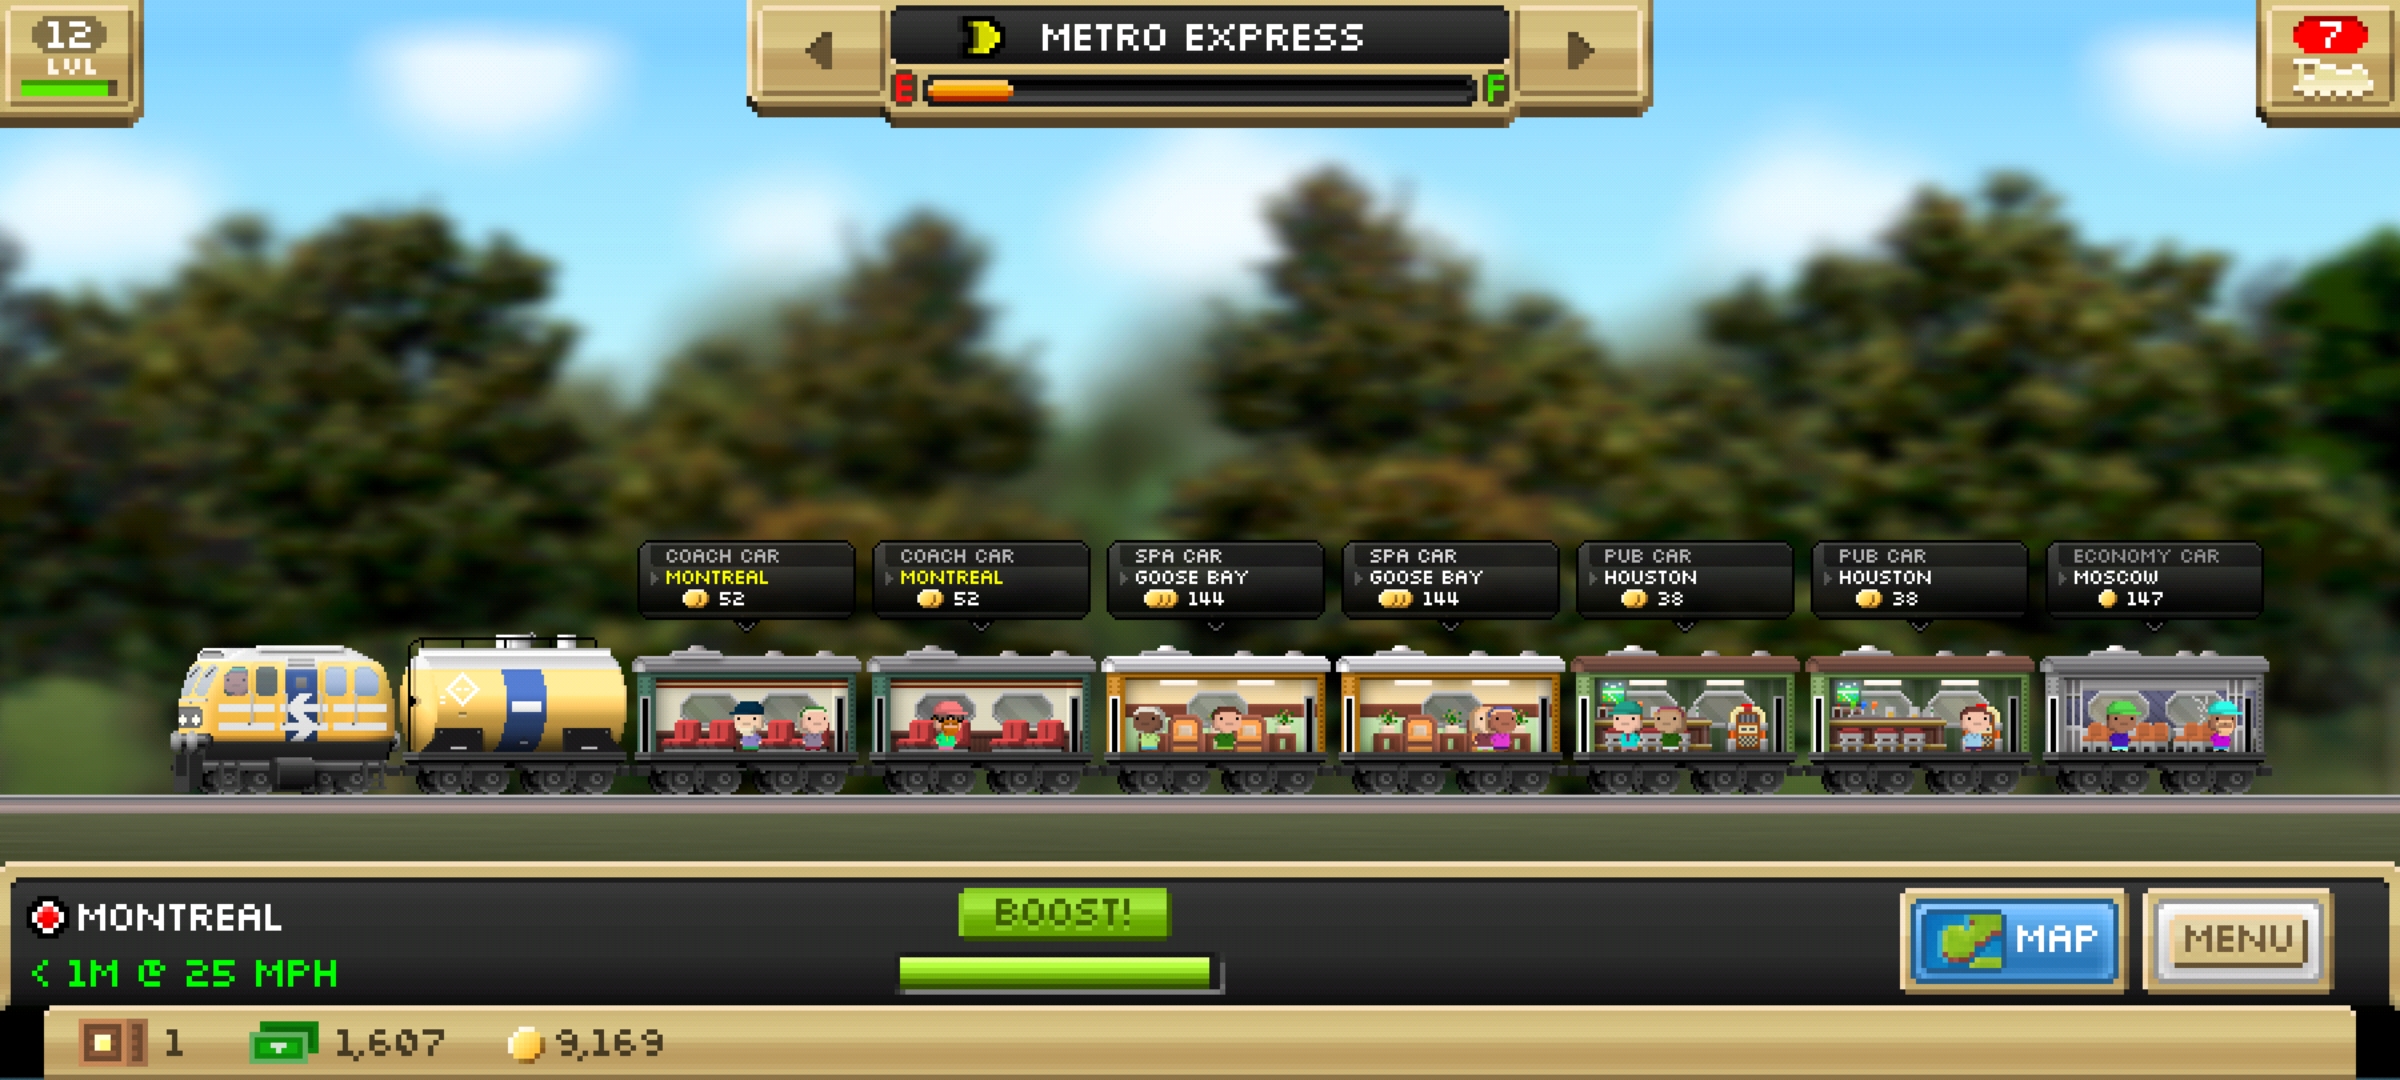 12
LVL
METRO EXPRESS
E F
7
COACH CAR
MONTREAL
52
COACH CAR
MONTREAL
52
SPA CAR
GOOSE BAY
144
SPA CAR
GOOSE BAY
144
PUB CAR
HOUSTON
38
PUB CAR
HOUSTON
38
ECONOMY CAR
MOSCOW
147
MONTREAL
< 1M @ 25 MPH
BOOST!
MAP
MENU
1
1,607
9,169